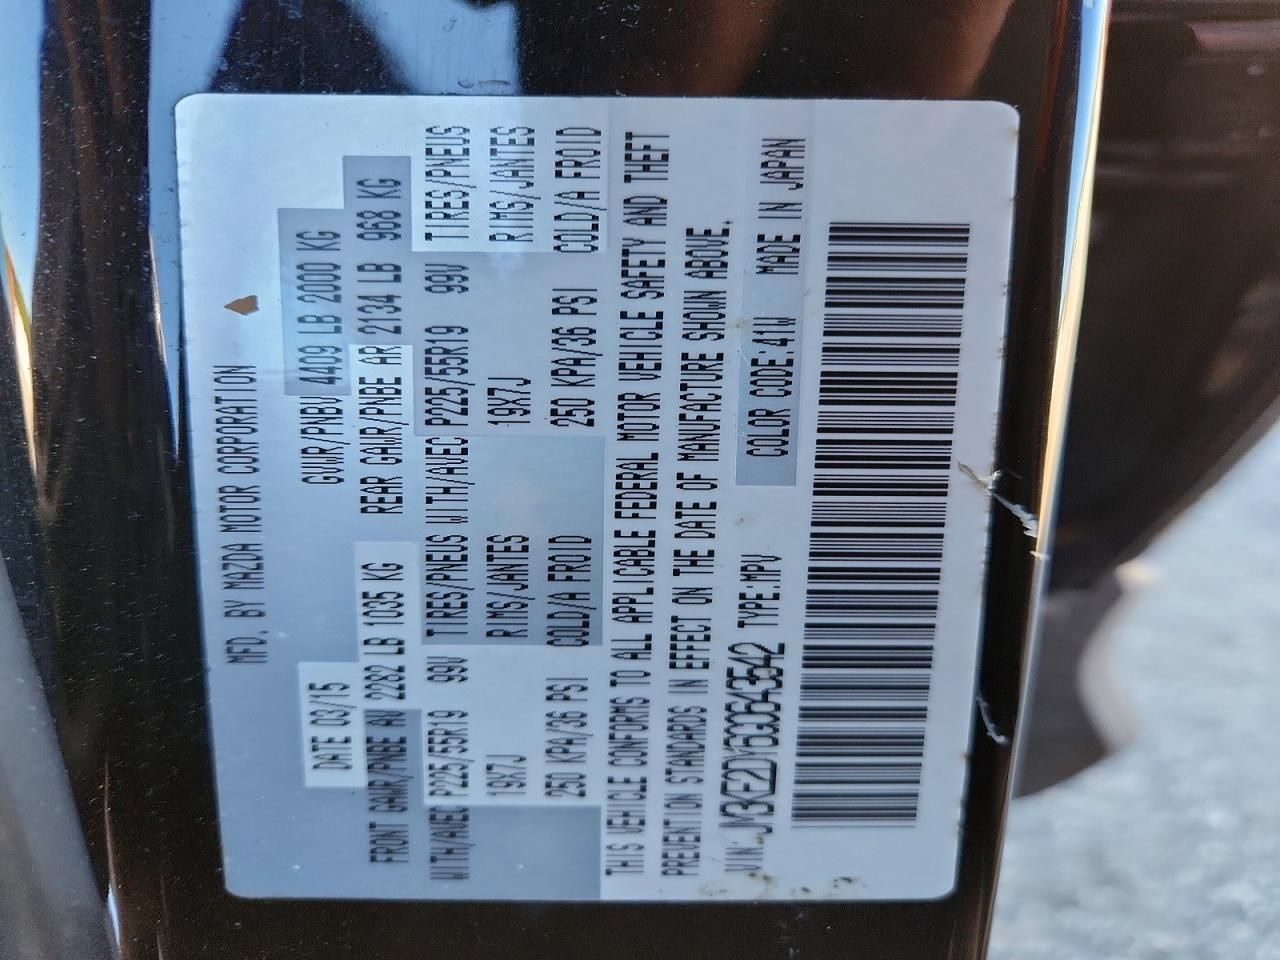 MFD. BY MAZDA MOTOR CORPORATION
DATE 03/15 GVWR/PNBV 4409 LB 2000 KG
FRONT GAWR/PNBE AV 2282 LB 1035 KG REAR GAWR/PNBE AR 2134 LB 968 KG
WITH/AVEC P225/55R19 99V TIRES/PNEUS WITH/AVEC P225/55R19 99V TIRES/PNEUS
19X7J RIMS/JANTES 19X7J RIMS/JANTES
250 KPA/36 PSI COLD/A FROID 250 KPA/36 PSI COLD/A FROID
THIS VEHICLE CONFORMS TO ALL APPLICABLE FEDERAL MOTOR VEHICLE SAFETY AND THEFT
PREVENTION STANDARDS IN EFFECT ON THE DATE OF MANUFACTURE SHOWN ABOVE.
VIN: JM3KE2DY6G0643542 TYPE:MPV COLOR CODE:41W MADE IN JAPAN